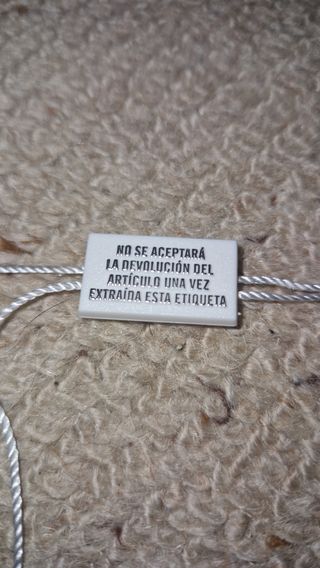 NO SE ACEPTARÁ
LA DEVOLUCIÓN DEL
ARTÍCULO UNA VEZ
EXTRAÍDA ESTA ETIQUETA